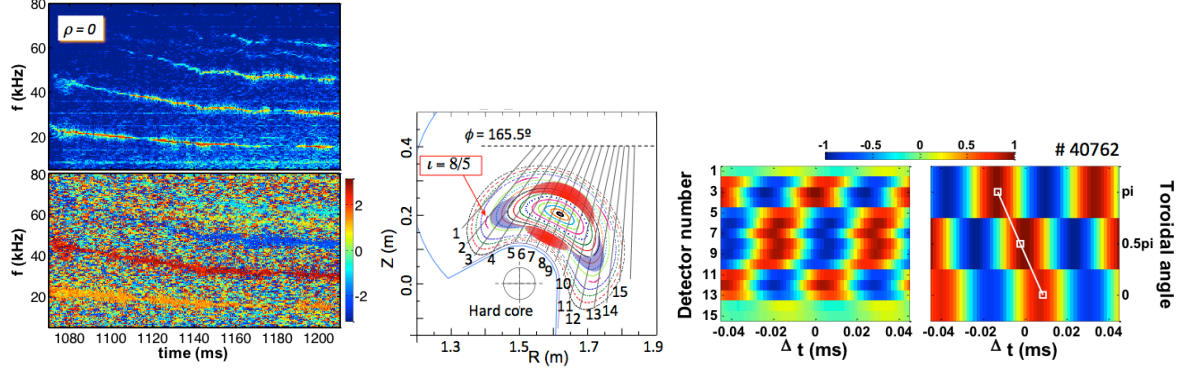 80
ρ = 0
60
f (kHz)
40
20
80
60
f (kHz)
40
20
2
1
0
-1
-2
1080 1100 1120 1140 1160 1180 1200
time (ms)
ϕ = 165.5º
0.4
ι = 8/5
Z (m)
0.2
0.0
1
2
3
4
5
6
7
8
9
10
11
12
13
14
15
Hard core
1.3 1.5 1.7 1.9
R (m)
-1 -0.5 0 0.5 1
# 40762
Detector number
1
3
5
7
9
11
13
15
-0.04 -0.02 0 0.02 0.04
Δ t (ms)
pi
0.5pi
0
Toroidal angle
-0.04 -0.02 0 0.02 0.04
Δ t (ms)